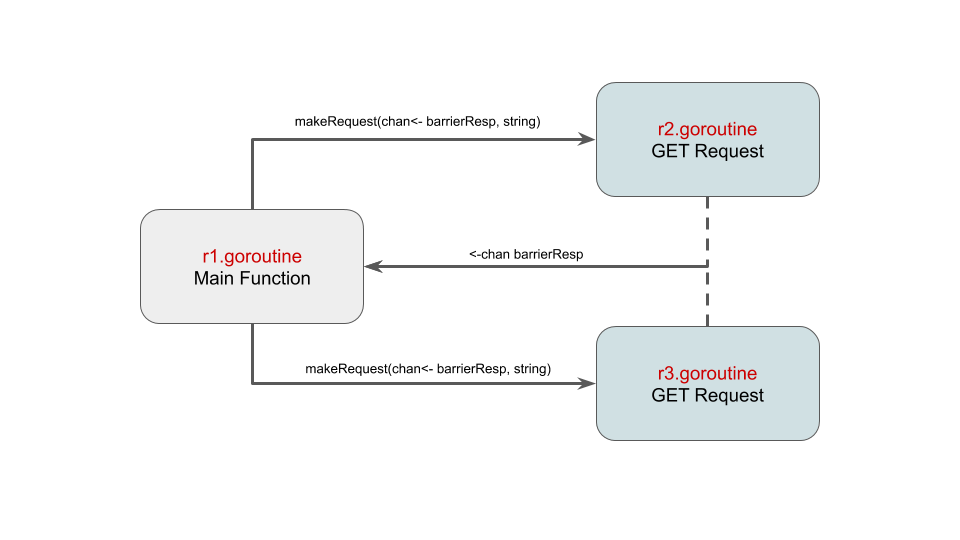 makeRequest(chan<- barrierResp, string)
r2.goroutine
GET Request
<-chan barrierResp
r1.goroutine
Main Function
makeRequest(chan<- barrierResp, string)
r3.goroutine
GET Request